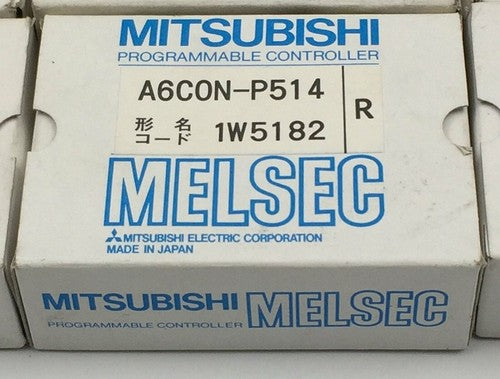 MITSUBISHI
PROGRAMMABLE CONTROLLER
A6CON-P514
R
形名
コード 1W5182
MELSEC
MITSUBISHI ELECTRIC CORPORATION
MADE IN JAPAN
MITSUBISHI MELSEC
PROGRAMMABLE CONTROLLER